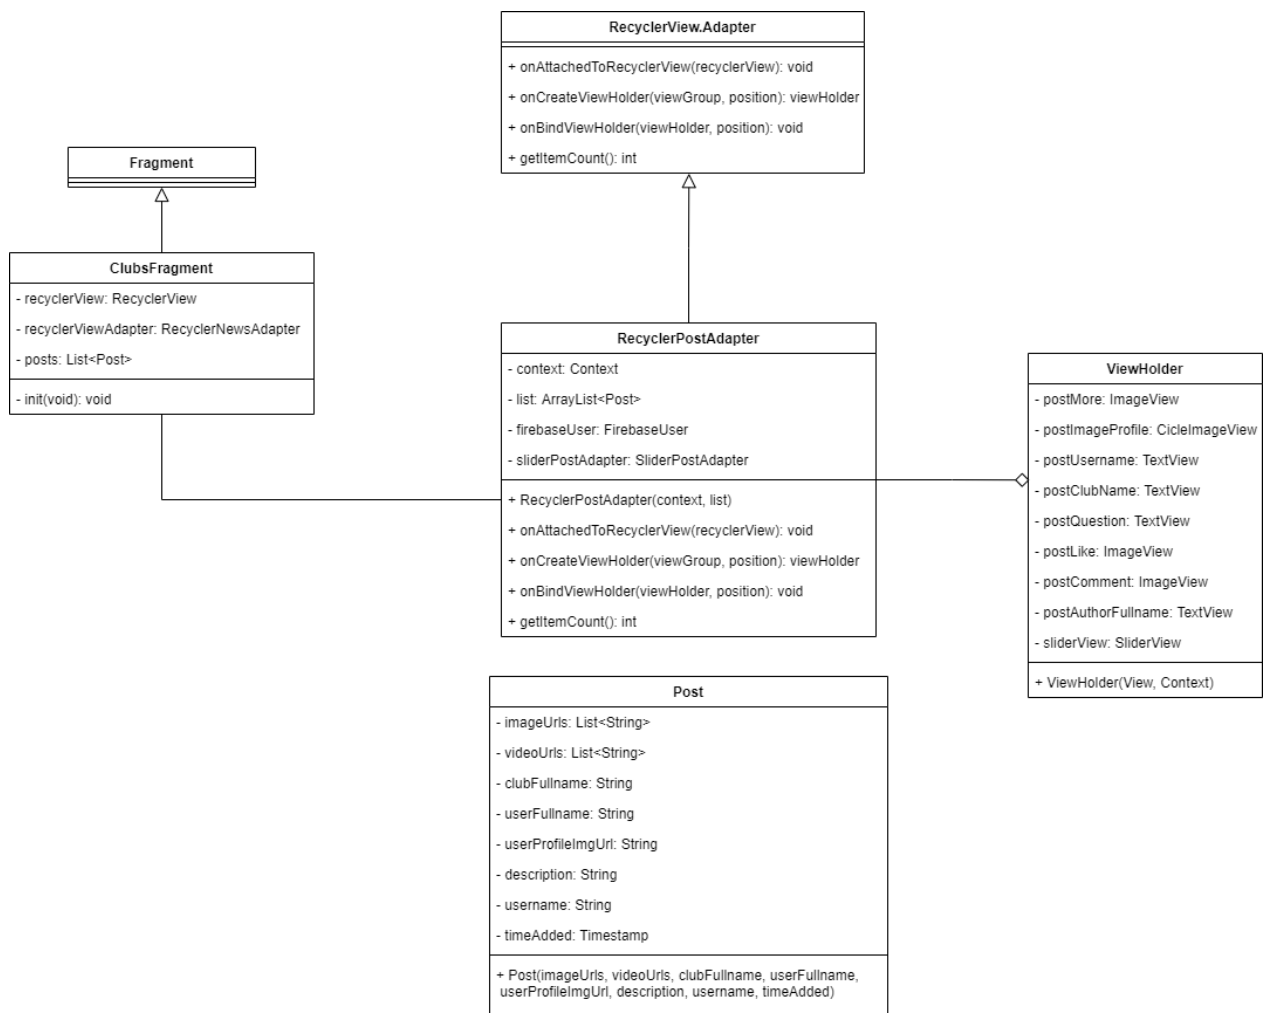 RecyclerView.Adapter
+ onAttachedToRecyclerView(recyclerView): void
+ onCreateViewHolder(viewGroup, position): viewHolder
+ onBindViewHolder(viewHolder, position): void
+ getItemCount(): int
Fragment
ClubsFragment
- recyclerView: RecyclerView
- recyclerViewAdapter: RecyclerNewsAdapter
- posts: List<Post>
- init(void): void
RecyclerPostAdapter
- context: Context
- list: ArrayList<Post>
- firebaseUser: FirebaseUser
- sliderPostAdapter: SliderPostAdapter
+ RecyclerPostAdapter(context, list)
+ onAttachedToRecyclerView(recyclerView): void
+ onCreateViewHolder(viewGroup, position): viewHolder
+ onBindViewHolder(viewHolder, position): void
+ getItemCount(): int
ViewHolder
- postMore: ImageView
- postImageProfile: CicleImageView
- postUsername: TextView
- postClubName: TextView
- postQuestion: TextView
- postLike: ImageView
- postComment: ImageView
- postAuthorFullname: TextView
- sliderView: SliderView
+ ViewHolder(View, Context)
Post
- imageUrls: List<String>
- videoUrls: List<String>
- clubFullname: String
- userFullname: String
- userProfileImgUrl: String
- description: String
- username: String
- timeAdded: Timestamp
+ Post(imageUrls, videoUrls, clubFullname, userFullname,
userProfileImgUrl, description, username, timeAdded)